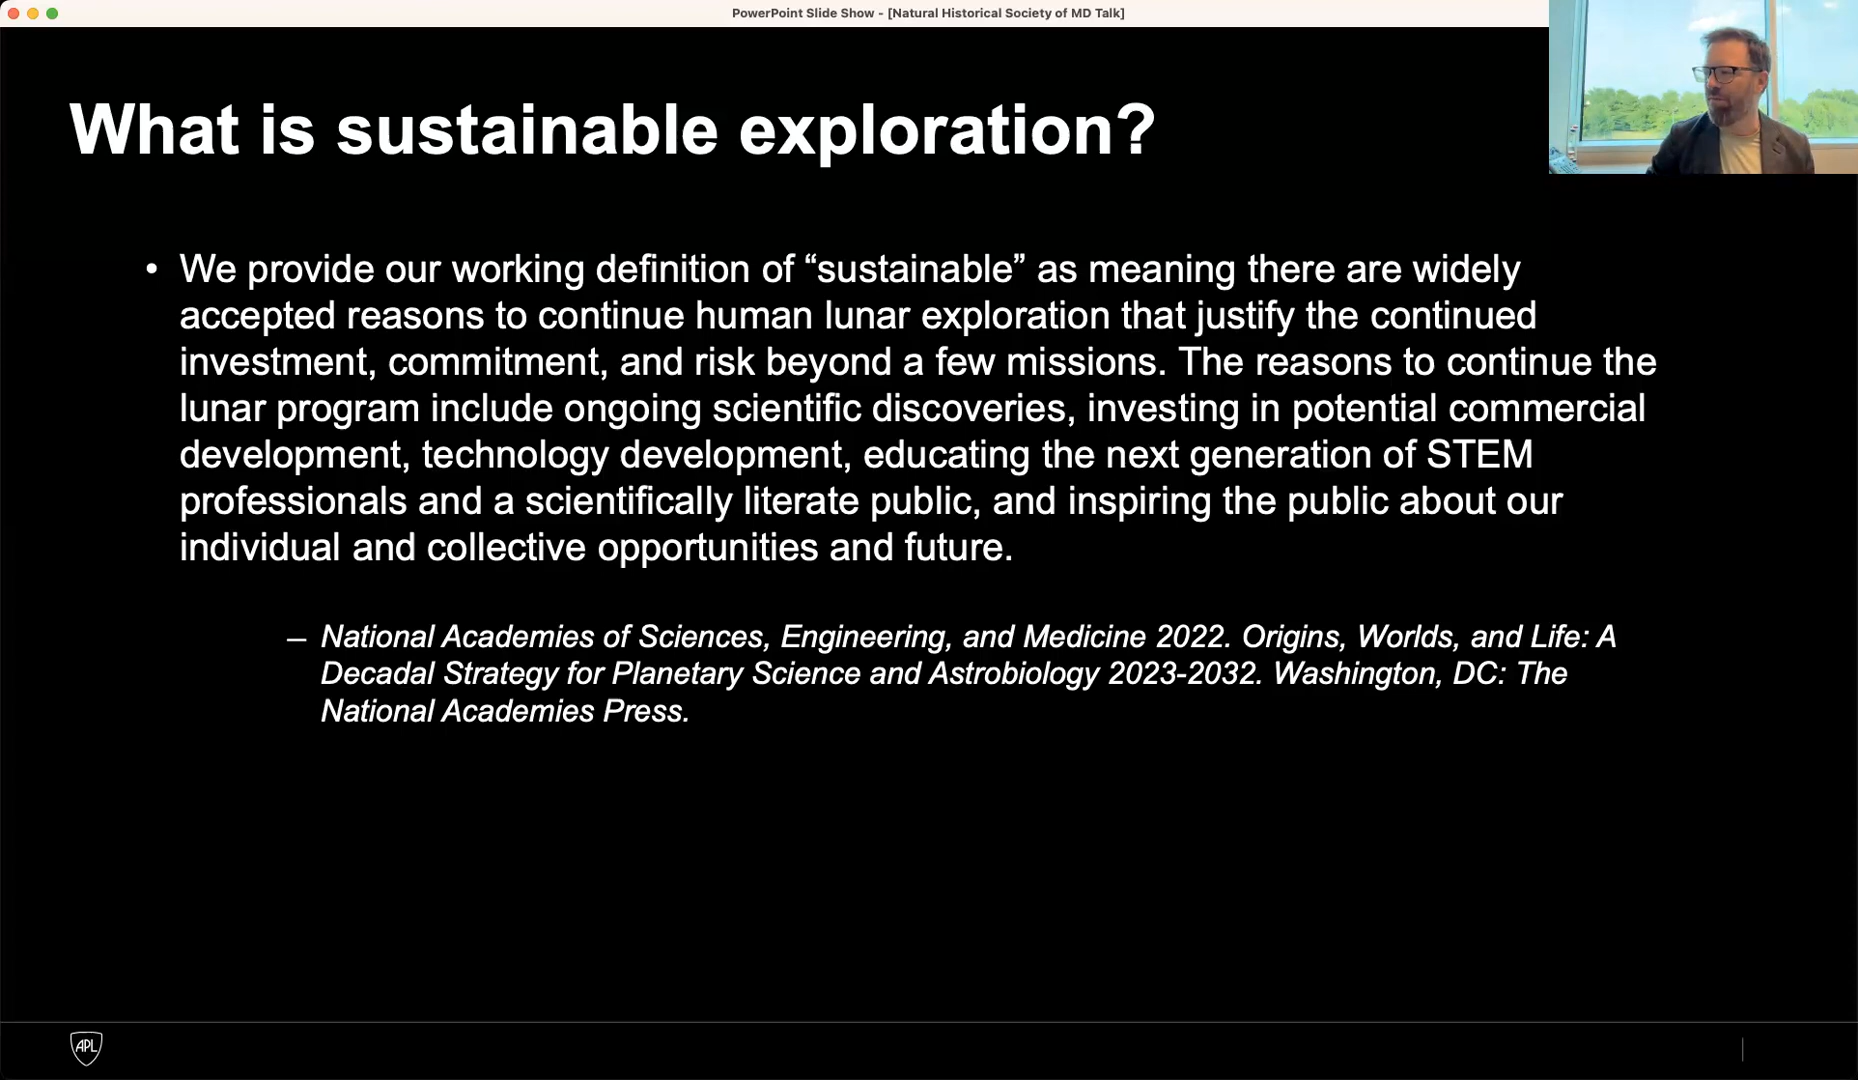 PowerPoint Slide Show - [Natural Historical Society of MD Talk]
What is sustainable exploration?
• We provide our working definition of “sustainable” as meaning there are widely
accepted reasons to continue human lunar exploration that justify the continued
investment, commitment, and risk beyond a few missions. The reasons to continue the
lunar program include ongoing scientific discoveries, investing in potential commercial
development, technology development, educating the next generation of STEM
professionals and a scientifically literate public, and inspiring the public about our
individual and collective opportunities and future.
– National Academies of Sciences, Engineering, and Medicine 2022. Origins, Worlds, and Life: A
Decadal Strategy for Planetary Science and Astrobiology 2023-2032. Washington, DC: The
National Academies Press.
APL